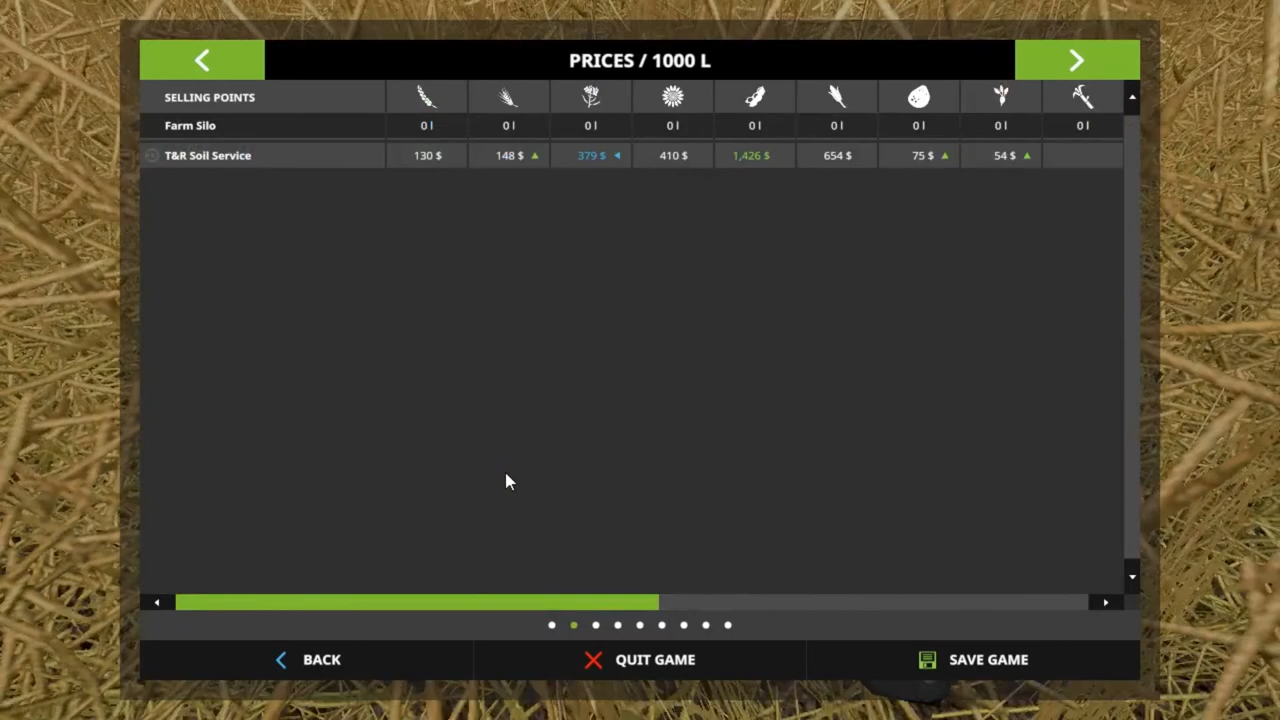 PRICES / 1000 L
SELLING POINTS
Farm Silo 0 l 0 l 0 l 0 l 0 l 0 l 0 l 0 l 0 l
T&R Soil Service 130 $ 148 $ 379 $ 410 $ 1,426 $ 654 $ 75 $ 54 $
BACK QUIT GAME SAVE GAME